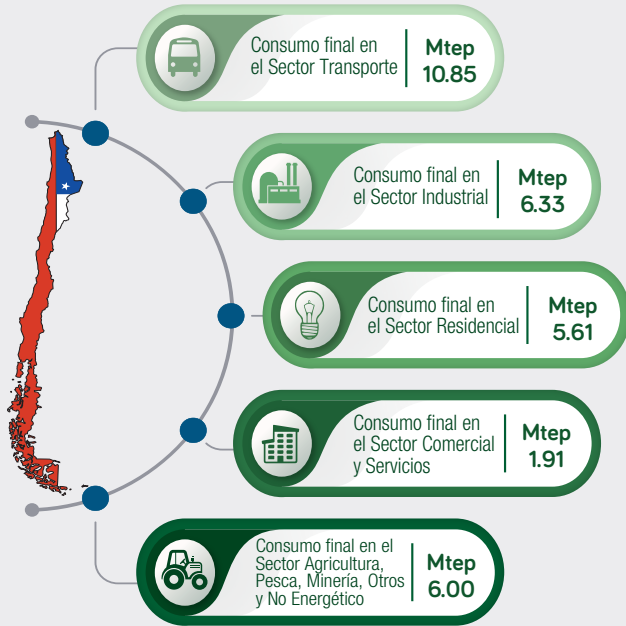 Consumo final en
el Sector Transporte
Mtep
10.85
Consumo final en
el Sector Industrial
Mtep
6.33
Consumo final en
el Sector Residencial
Mtep
5.61
Consumo final en
el Sector Comercial
y Servicios
Mtep
1.91
Consumo final en el
Sector Agricultura,
Pesca, Minería, Otros
y No Energético
Mtep
6.00